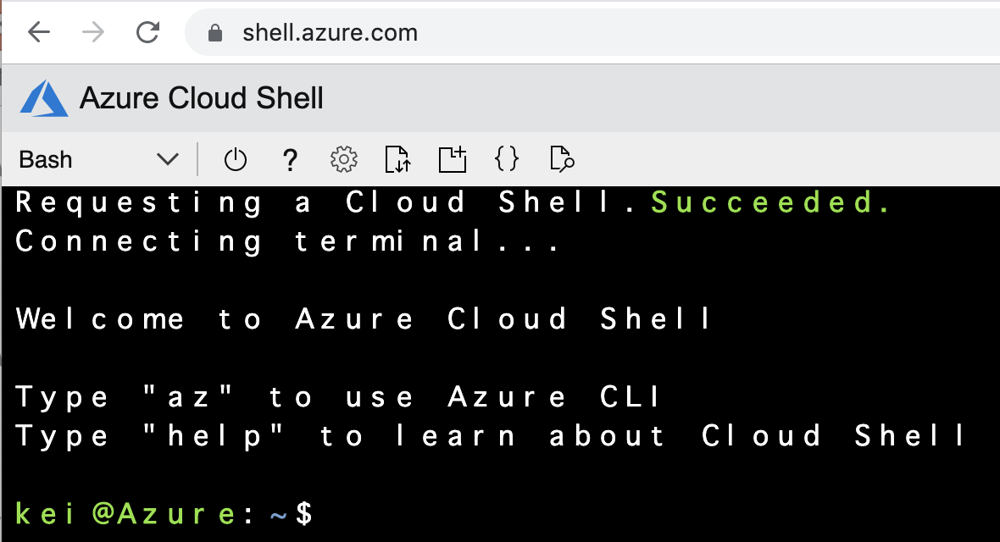 shell.azure.com
Azure Cloud Shell
Bash
Requesting a Cloud Shell.Succeeded.
Connecting terminal...
Welcome to Azure Cloud Shell
Type "az" to use Azure CLI
Type "help" to learn about Cloud Shell
kei@Azure:~$